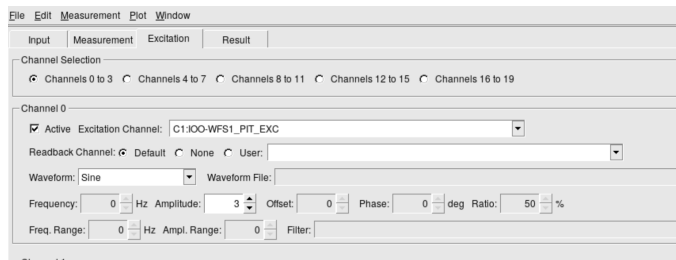 File Edit Measurement Plot Window
Input Measurement Excitation Result
Channel Selection
Channels 0 to 3 Channels 4 to 7 Channels 8 to 11 Channels 12 to 15 Channels 16 to 19
Channel 0
Active Excitation Channel: C1:IOO-WFS1_PIT_EXC
Readback Channel: Default None User:
Waveform: Sine Waveform File:
Frequency: 0 Hz Amplitude: 3 Offset: 0 Phase: 0 deg Ratio: 50 %
Freq. Range: 0 Hz Ampl. Range: 0 Filter: